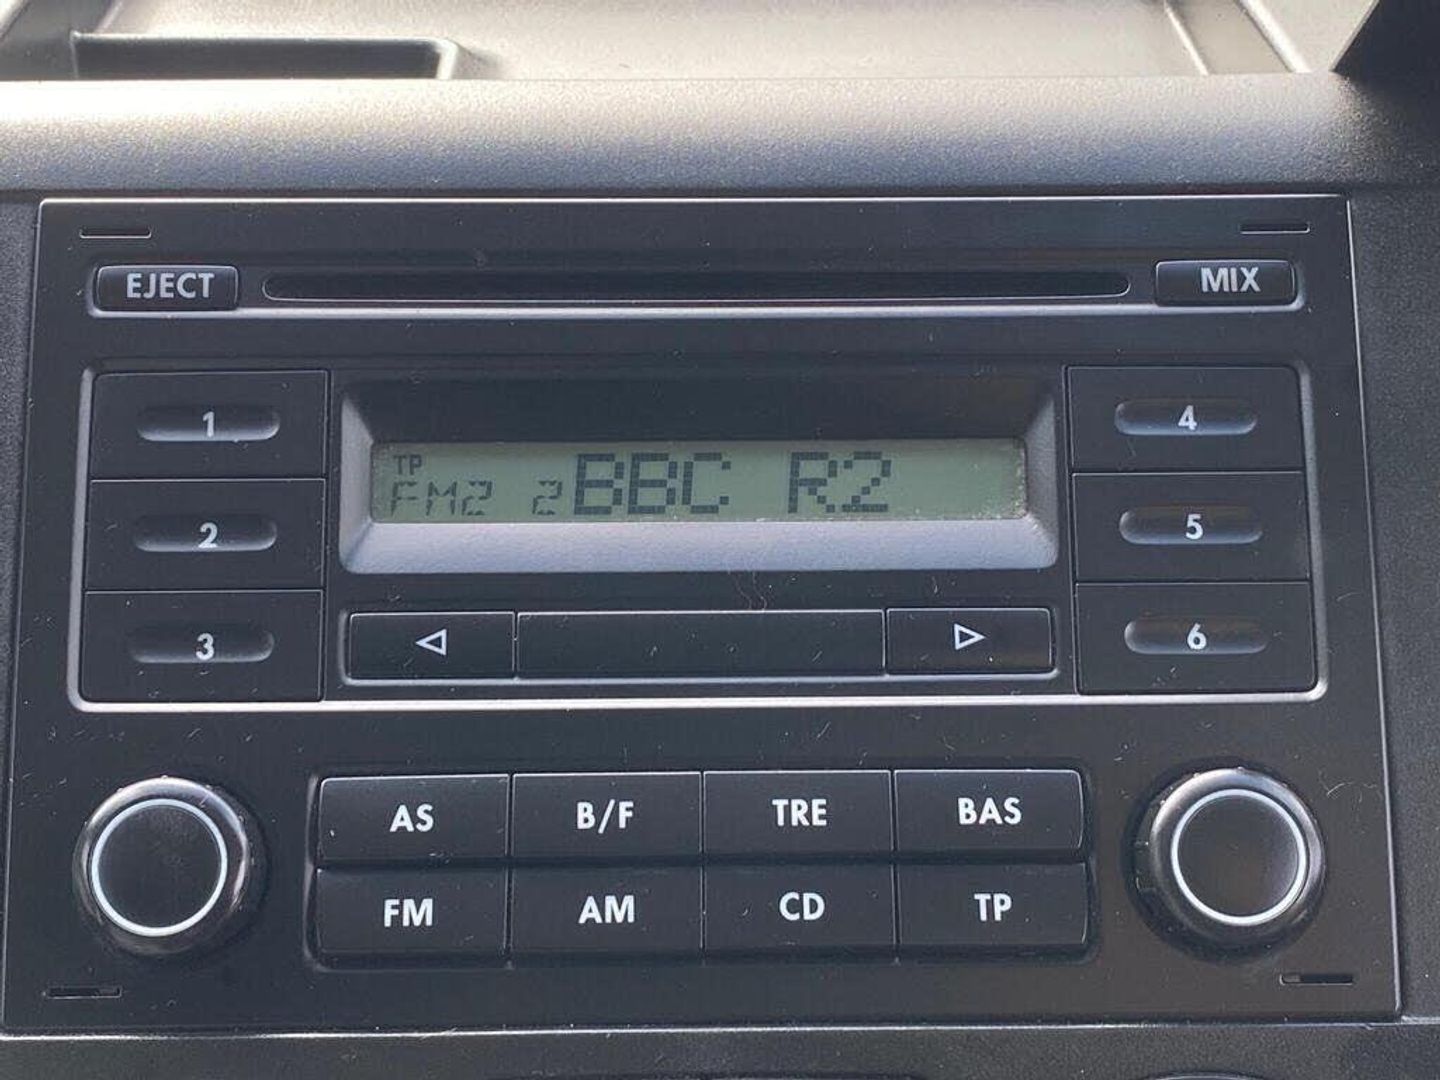 EJECT
MIX
1
4
TP
FM2 2 BBC R2
2
5
3
6
AS B/F TRE BAS
FM AM CD TP